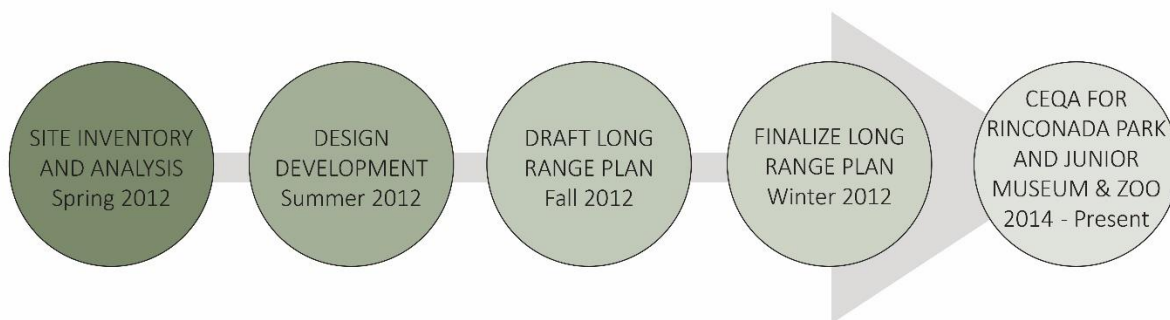 SITE INVENTORY
AND ANALYSIS
Spring 2012
DESIGN
DEVELOPMENT
Summer 2012
DRAFT LONG
RANGE PLAN
Fall 2012
FINALIZE LONG
RANGE PLAN
Winter 2012
CEQA FOR
RINCONADA PARK
AND JUNIOR
MUSEUM & ZOO
2014 - Present